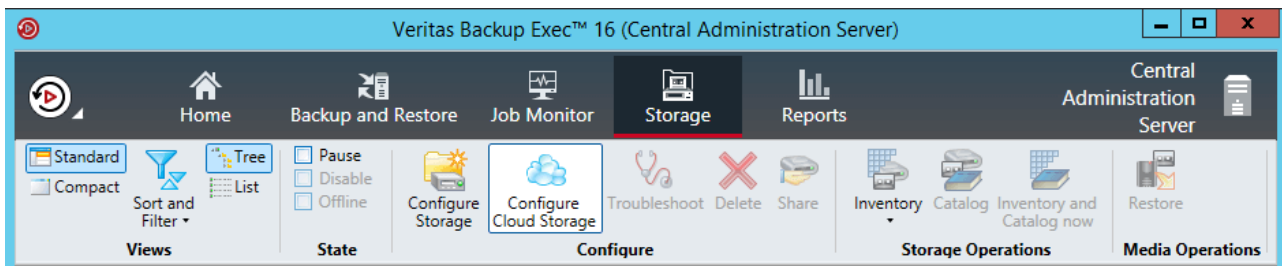 Veritas Backup Exec™ 16 (Central Administration Server)
Home
Backup and Restore
Job Monitor
Storage
Reports
Central
Administration
Server
Standard
Compact
Sort and
Filter
Tree
List
Views
Pause
Disable
Offline
State
Configure
Storage
Configure
Cloud Storage
Troubleshoot
Delete
Share
Configure
Inventory
Catalog
Inventory and
Catalog now
Storage Operations
Restore
Media Operations